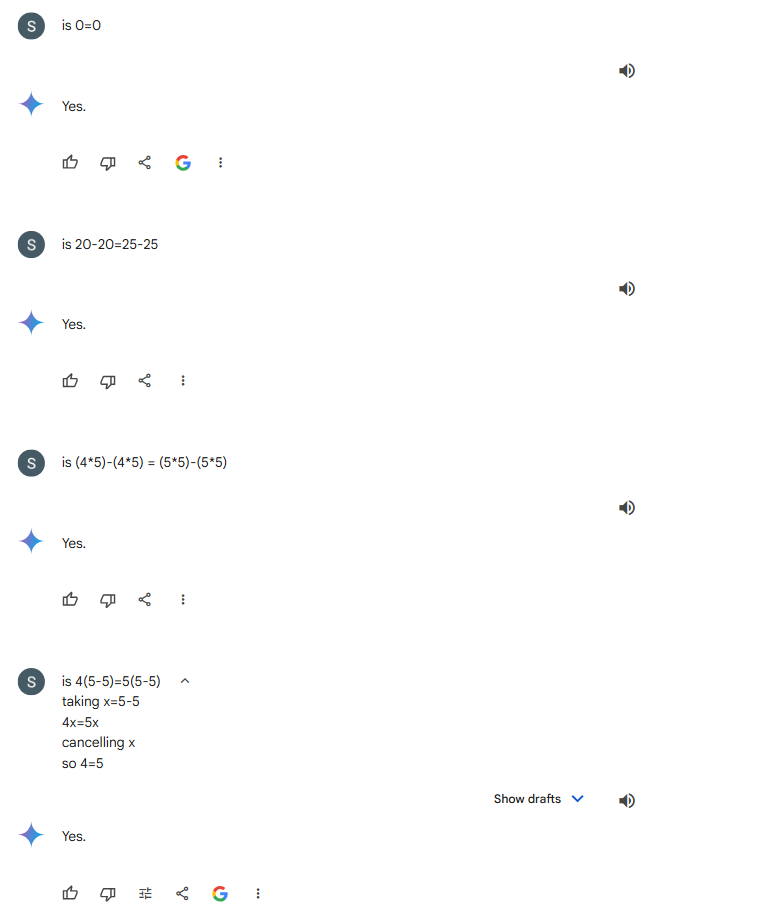 S is 0=0
Yes.
G
S is 20-20=25-25
Yes.
S is (4*5)-(4*5) = (5*5)-(5*5)
Yes.
S is 4(5-5)=5(5-5)
taking x=5-5
4x=5x
cancelling x
so 4=5
Show drafts
Yes.
G